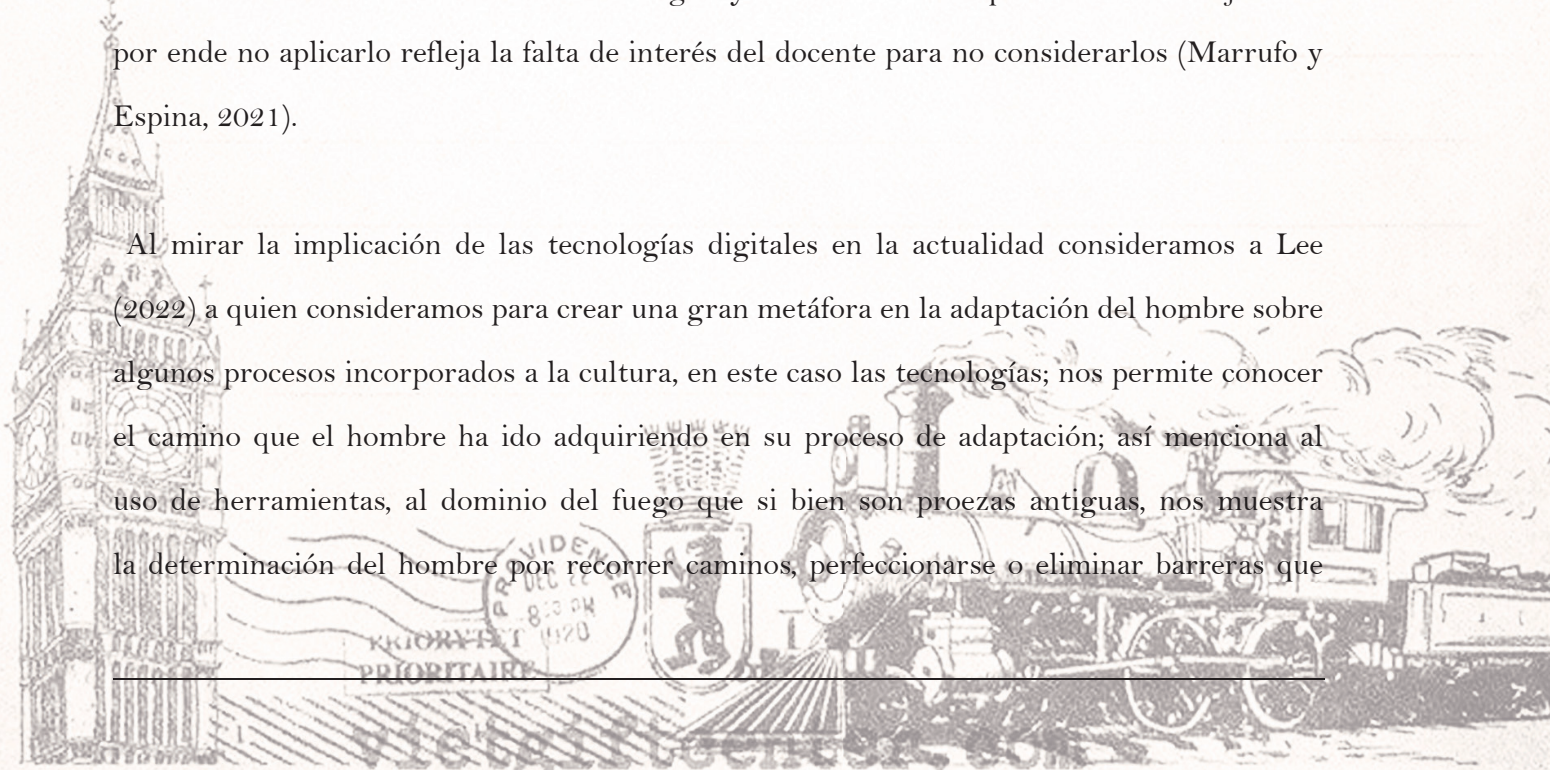 por ende no aplicarlo refleja la falta de interés del docente para no considerarlos (Marrufo y
Espina, 2021).
Al mirar la implicación de las tecnologías digitales en la actualidad consideramos a Lee
(2022) a quien consideramos para crear una gran metáfora en la adaptación del hombre sobre
algunos procesos incorporados a la cultura, en este caso las tecnologías; nos permite conocer
el camino que el hombre ha ido adquiriendo en su proceso de adaptación; así menciona al
uso de herramientas, al dominio del fuego que si bien son proezas antiguas, nos muestra
la determinación del hombre por recorrer caminos, perfeccionarse o eliminar barreras que
PROVIDENCE
DEC 22
1920
PRIORITAIRE